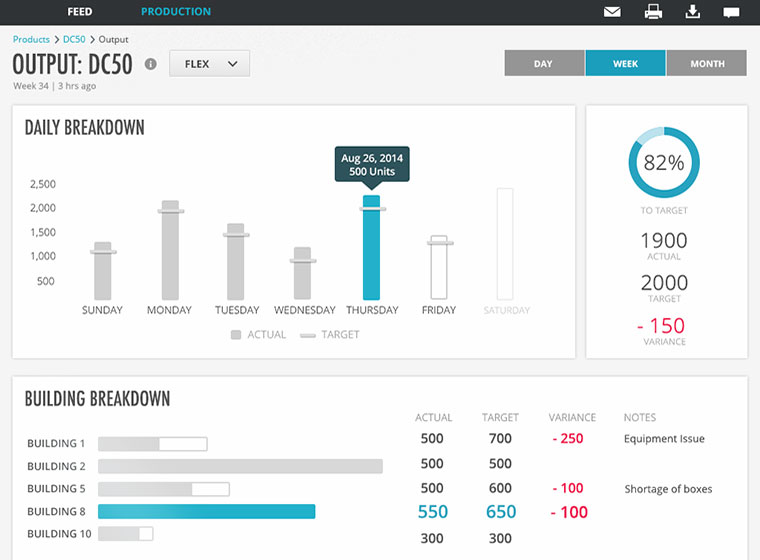 FEED PRODUCTION
Products > DC50 > Output
OUTPUT: DC50 i FLEX
Week 34 | 3 hrs ago
DAY WEEK MONTH
DAILY BREAKDOWN
Aug 26, 2014
500 Units
2,500
2,000
1,500
1,000
500
SUNDAY MONDAY TUESDAY WEDNESDAY THURSDAY FRIDAY SATURDAY
ACTUAL TARGET
82%
TO TARGET
1900
ACTUAL
2000
TARGET
- 150
VARIANCE
BUILDING BREAKDOWN
ACTUAL TARGET VARIANCE NOTES
BUILDING 1 500 700 - 250 Equipment Issue
BUILDING 2 500 500
BUILDING 5 500 600 - 100 Shortage of boxes
BUILDING 8 550 650 - 100
BUILDING 10 300 300